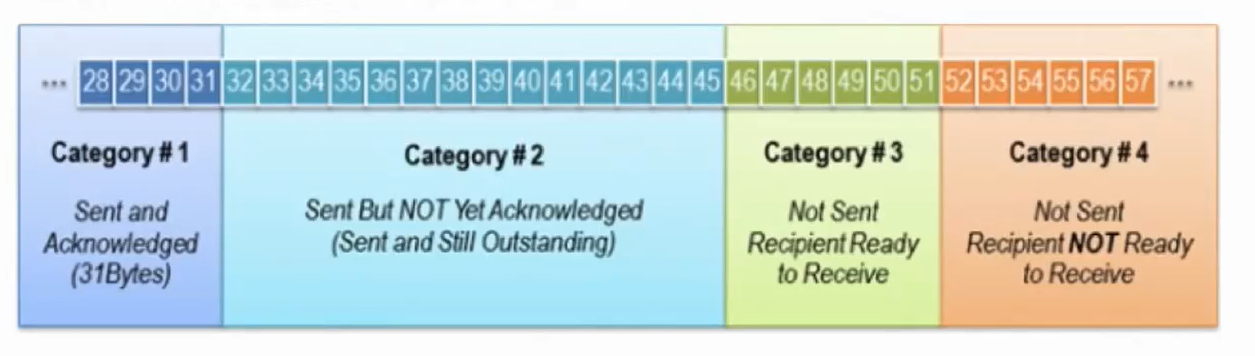 ... 28 29 30 31 32 33 34 35 36 37 38 39 40 41 42 43 44 45 46 47 48 49 50 51 52 53 54 55 56 57 ...
Category # 1
Sent and
Acknowledged
(31Bytes)
Category # 2
Sent But NOT Yet Acknowledged
(Sent and Still Outstanding)
Category # 3
Not Sent
Recipient Ready
to Receive
Category # 4
Not Sent
Recipient NOT Ready
to Receive